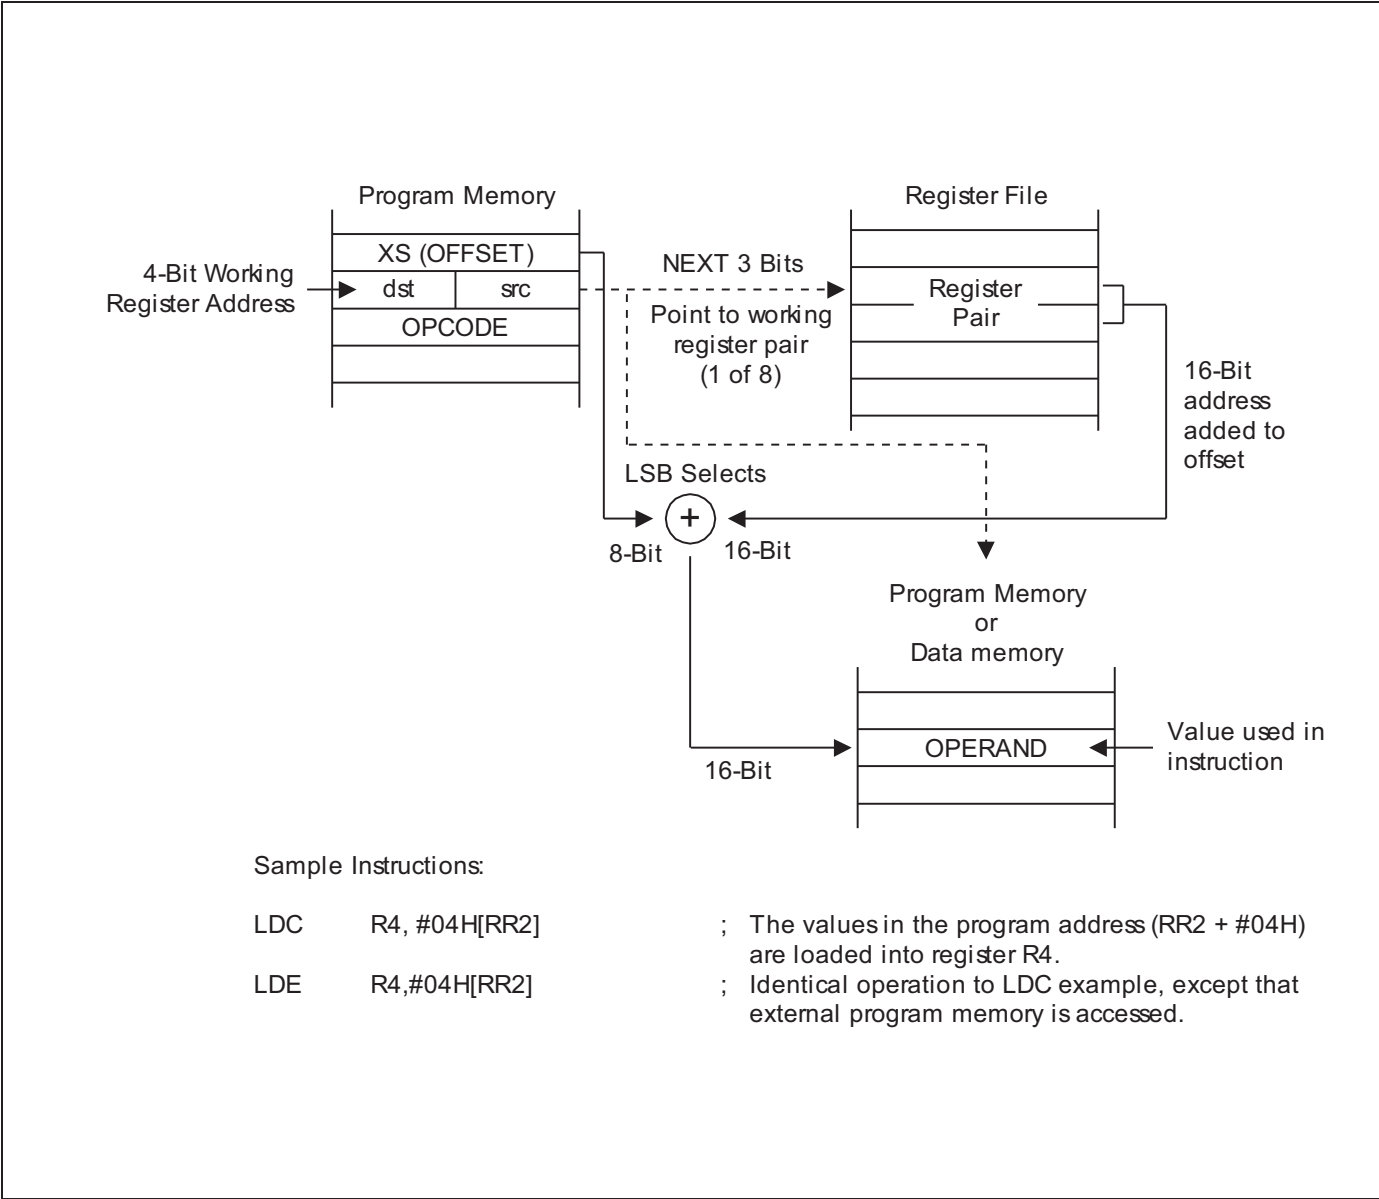 Program Memory
Register File
XS (OFFSET)
4-Bit Working
Register Address
dst
src
OPCODE
NEXT 3 Bits
Point to working
register pair
(1 of 8)
Register
Pair
16-Bit
address
added to
offset
LSB Selects
+
8-Bit
16-Bit
Program Memory
or
Data memory
OPERAND
Value used in
instruction
16-Bit
Sample Instructions:
LDC R4, #04H[RR2] ; The values in the program address (RR2 + #04H)
are loaded into register R4.
LDE R4,#04H[RR2] ; Identical operation to LDC example, except that
external program memory is accessed.